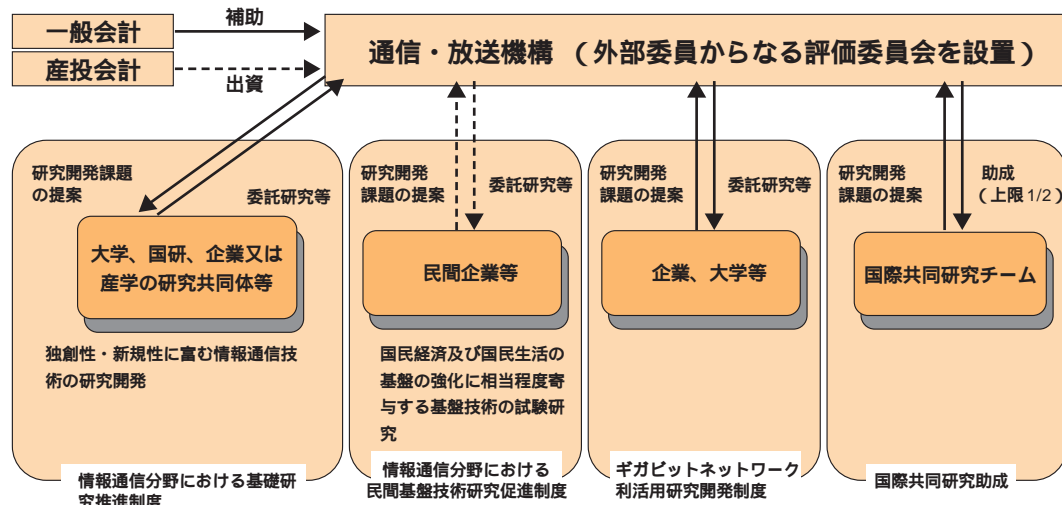 一般会計
補助
産投会計
出資
通信・放送機構 （外部委員からなる評価委員会を設置）
研究開発課題
の提案
委託研究等
大学、国研、企業又は
産学の研究共同体等
独創性・新規性に富む情報通信技
術の研究開発
情報通信分野における基礎研
究推進制度
研究開発
課題の提案
委託研究等
民間企業等
国民経済及び国民生活の
基盤の強化に相当程度寄
与する基盤技術の試験研
究
情報通信分野における
民間基盤技術研究促進制度
研究開発
課題の提案
委託研究等
企業、大学等
ギガビットネットワーク
利活用研究開発制度
研究開発
課題の提案
助成
（上限1/2）
国際共同研究チーム
国際共同研究助成